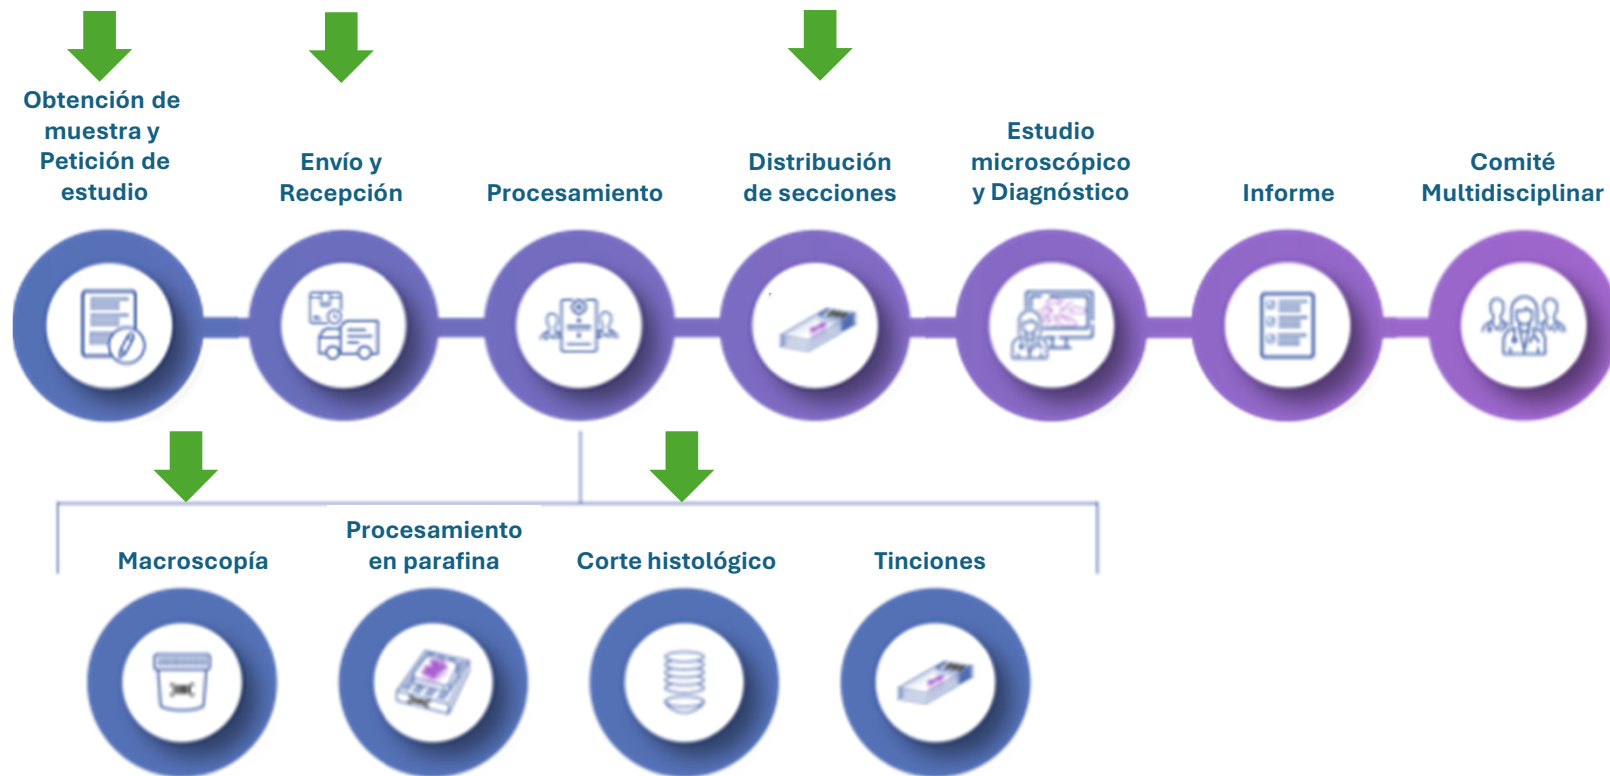 Obtención de
muestra y
Petición de
estudio
Envío y
Recepción
Procesamiento
Distribución
de secciones
Estudio
microscópico
y Diagnóstico
Informe
Comité
Multidisciplinar
Macroscopía
Procesamiento
en parafina
Corte histológico
Tinciones